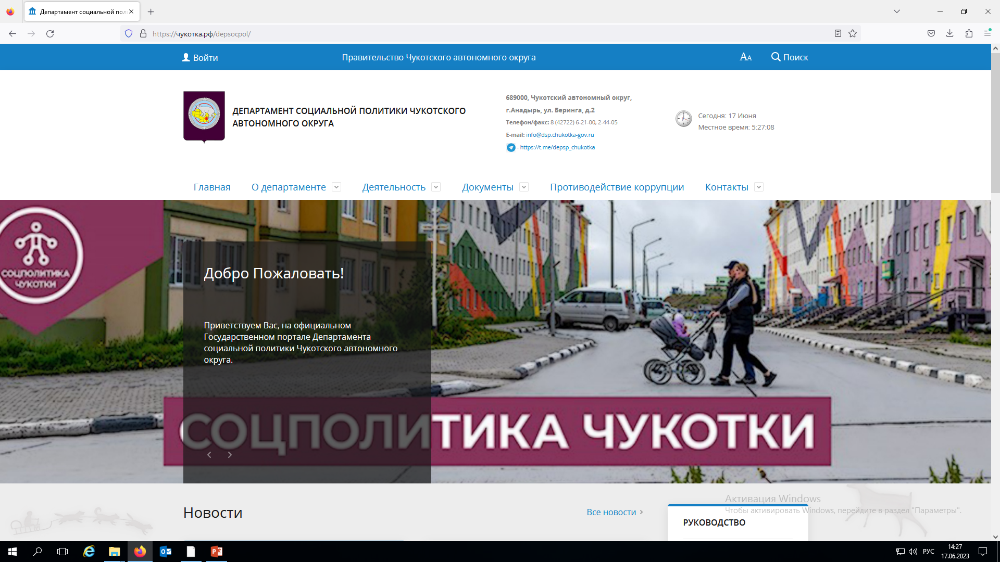 Департамент социальной пол
https://чукотка.рф/depsocpol/
Войти
Правительство Чукотского автономного округа
AA
Поиск
ДЕПАРТАМЕНТ СОЦИАЛЬНОЙ ПОЛИТИКИ ЧУКОТСКОГО
АВТОНОМНОГО ОКРУГА
689000, Чукотский автономный округ,
г.Анадырь, ул. Беринга, д.2
Телефон/факс: 8 (42722) 6-21-00, 2-44-05
E-mail: info@dsp.chukotka-gov.ru
- https://t.me/depsp_chukotka
Сегодня: 17 Июня
Местное время: 5:27:08
Главная
О департаменте
Деятельность
Документы
Противодействие коррупции
Контакты
СОЦПОЛИТИКА
ЧУКОТКИ
Добро Пожаловать!
Приветствуем Вас, на официальном
Государственном портале Департамента
социальной политики Чукотского автономного
округа.
СОЦПОЛИТИКА ЧУКОТКИ
Новости
Все новости
РУКОВОДСТВО
Активация Windows
Чтобы активировать Windows, перейдите в раздел "Параметры".
РУС
14:27
17.06.2023